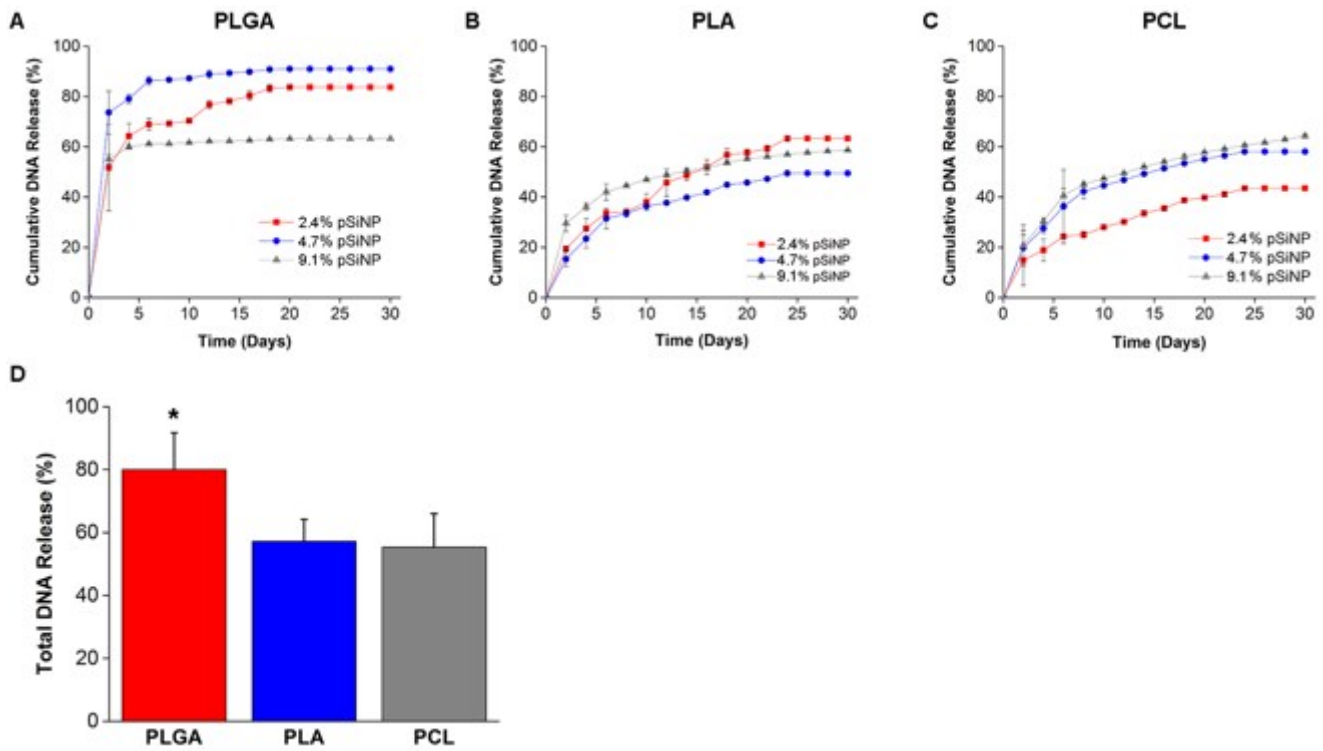 A
PLGA
Cumulative DNA Release (%)
100
80
60
40
20
0
2.4% pSiNP
4.7% pSiNP
9.1% pSiNP
0 5 10 15 20 25 30
Time (Days)
B
PLA
Cumulative DNA Release (%)
100
80
60
40
20
0
2.4% pSiNP
4.7% pSiNP
9.1% pSiNP
0 5 10 15 20 25 30
Time (Days)
C
PCL
Cumulative DNA Release (%)
100
80
60
40
20
0
2.4% pSiNP
4.7% pSiNP
9.1% pSiNP
0 5 10 15 20 25 30
Time (Days)
D
Total DNA Release (%)
100
80
60
40
20
0
*
PLGA PLA PCL